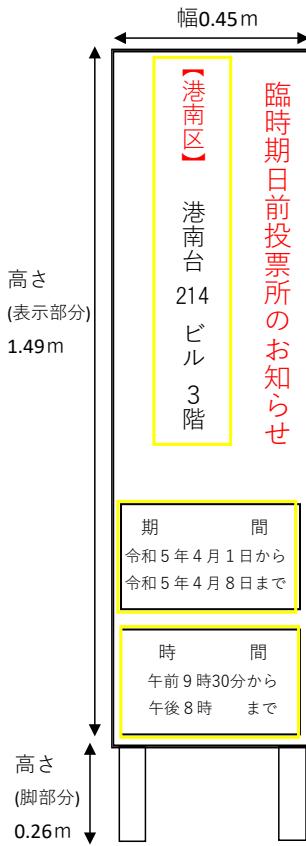 幅0.45ｍ
臨時期日前投票所のお知らせ
【港南区】 港南台 214 ビル ３階
高さ
(表示部分)
1.49ｍ
期 間
令和５年４月１日から
令和５年４月８日まで
時 間
午前９時30分から
午後８時 まで
高さ
(脚部分)
0.26ｍ